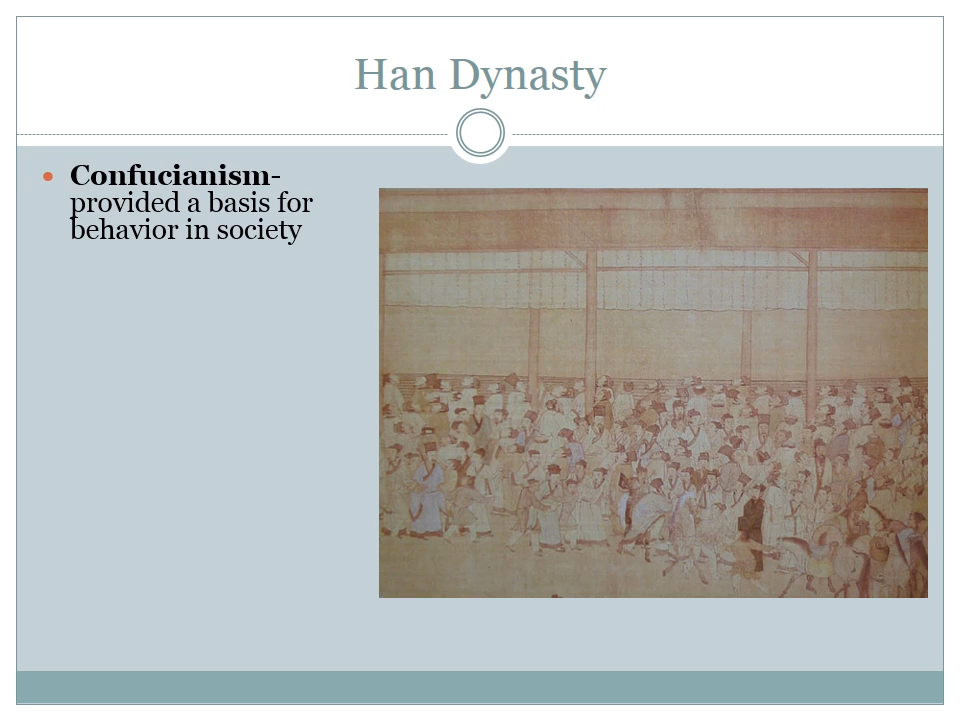 Han Dynasty
Confucianism-
provided a basis for
behavior in society